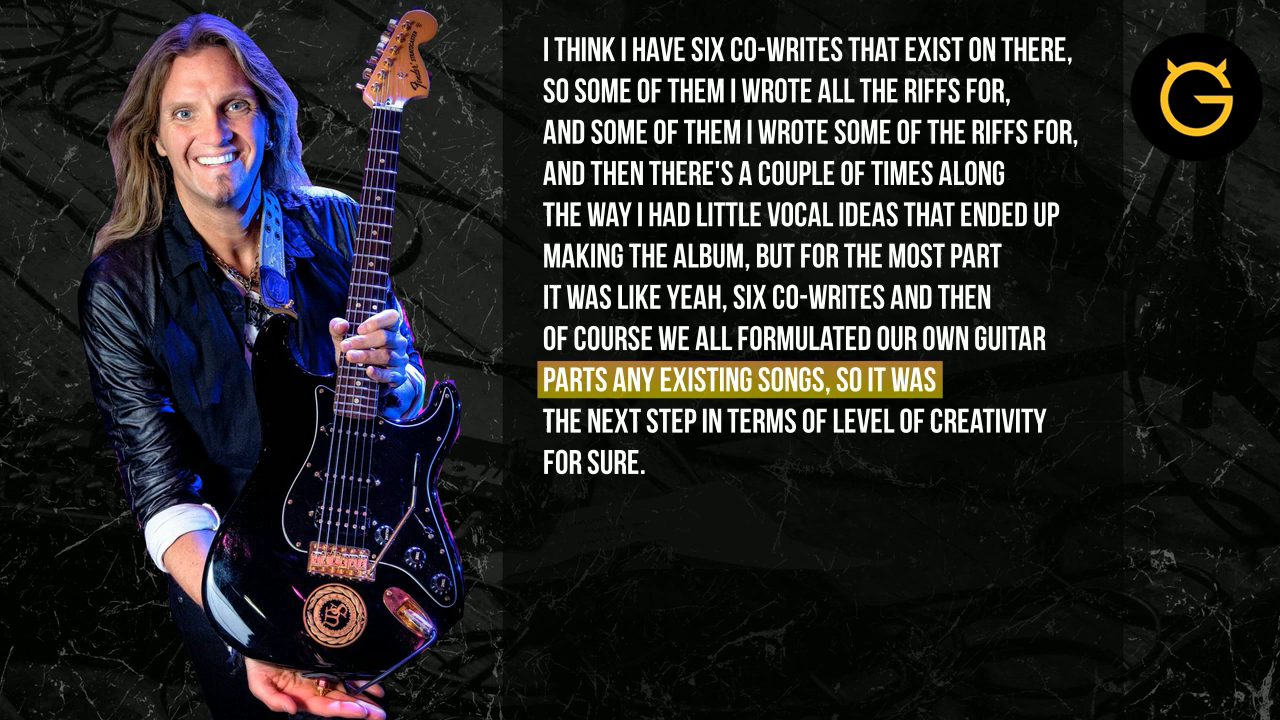 I THINK I HAVE SIX CO-WRITES THAT EXIST ON THERE,
SO SOME OF THEM I WROTE ALL THE RIFFS FOR,
AND SOME OF THEM I WROTE SOME OF THE RIFFS FOR,
AND THEN THERE'S A COUPLE OF TIMES ALONG
THE WAY I HAD LITTLE VOCAL IDEAS THAT ENDED UP
MAKING THE ALBUM, BUT FOR THE MOST PART
IT WAS LIKE YEAH, SIX CO-WRITES AND THEN
OF COURSE WE ALL FORMULATED OUR OWN GUITAR
PARTS ANY EXISTING SONGS, SO IT WAS
THE NEXT STEP IN TERMS OF LEVEL OF CREATIVITY
FOR SURE.
Fender STRATOCASTER
G